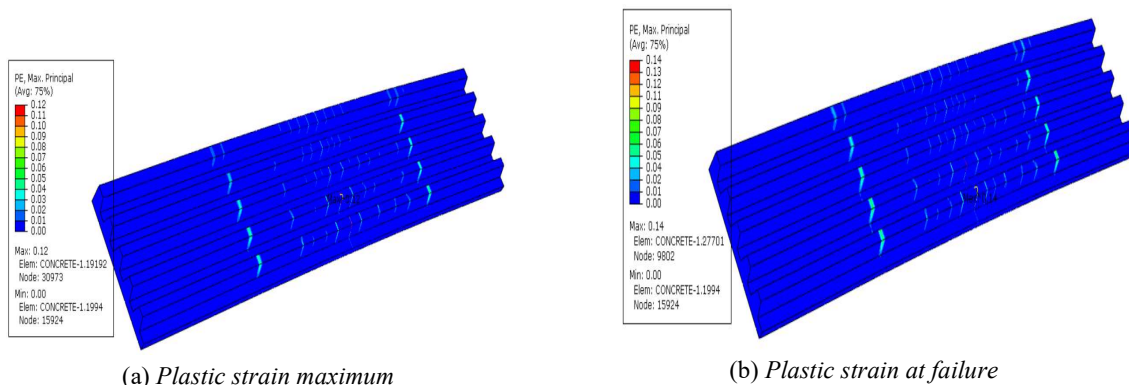 PE, Max. Principal
(Avg: 75%)
0.12
0.11
0.10
0.09
0.08
0.07
0.06
0.05
0.04
0.03
0.02
0.01
0.00
Max: 0.12
Elem: CONCRETE-1.19192
Node: 30973
Min: 0.00
Elem: CONCRETE-1.1994
Node: 15924
(a) Plastic strain maximum
PE, Max. Principal
(Avg: 75%)
0.14
0.13
0.11
0.10
0.09
0.08
0.07
0.06
0.05
0.04
0.02
0.01
0.00
Max: 0.14
Elem: CONCRETE-1.27701
Node: 9802
Min: 0.00
Elem: CONCRETE-1.1994
Node: 15924
(b) Plastic strain at failure